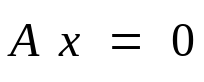 A x = 0